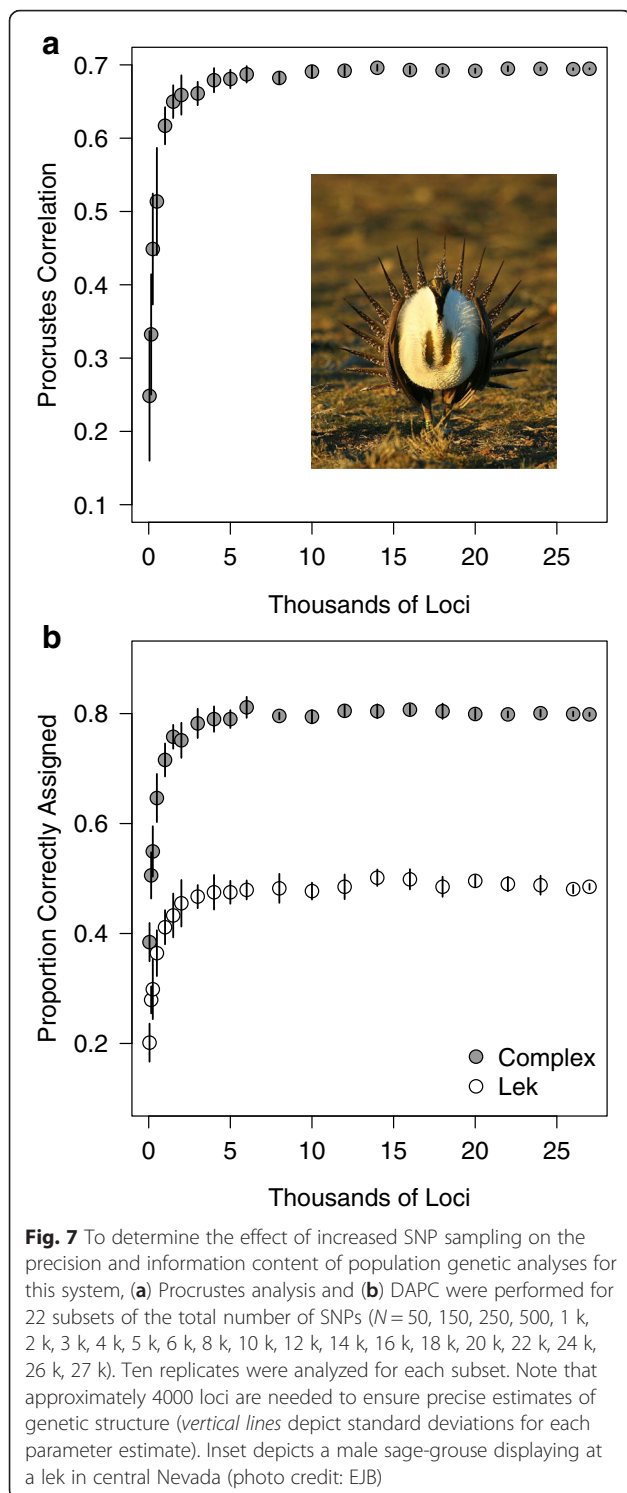 a
0.7
0.6
0.5
0.4
0.3
0.2
0.1
Procrustes Correlation
0 5 10 15 20 25
Thousands of Loci
b
0.8
0.6
0.4
0.2
Proportion Correctly Assigned
Complex
Lek
0 5 10 15 20 25
Thousands of Loci
Fig. 7 To determine the effect of increased SNP sampling on the
precision and information content of population genetic analyses for
this system, (a) Procrustes analysis and (b) DAPC were performed for
22 subsets of the total number of SNPs (N = 50, 150, 250, 500, 1 k,
2 k, 3 k, 4 k, 5 k, 6 k, 8 k, 10 k, 12 k, 14 k, 16 k, 18 k, 20 k, 22 k, 24 k,
26 k, 27 k). Ten replicates were analyzed for each subset. Note that
approximately 4000 loci are needed to ensure precise estimates of
genetic structure (vertical lines depict standard deviations for each
parameter estimate). Inset depicts a male sage-grouse displaying at
a lek in central Nevada (photo credit: EJB)